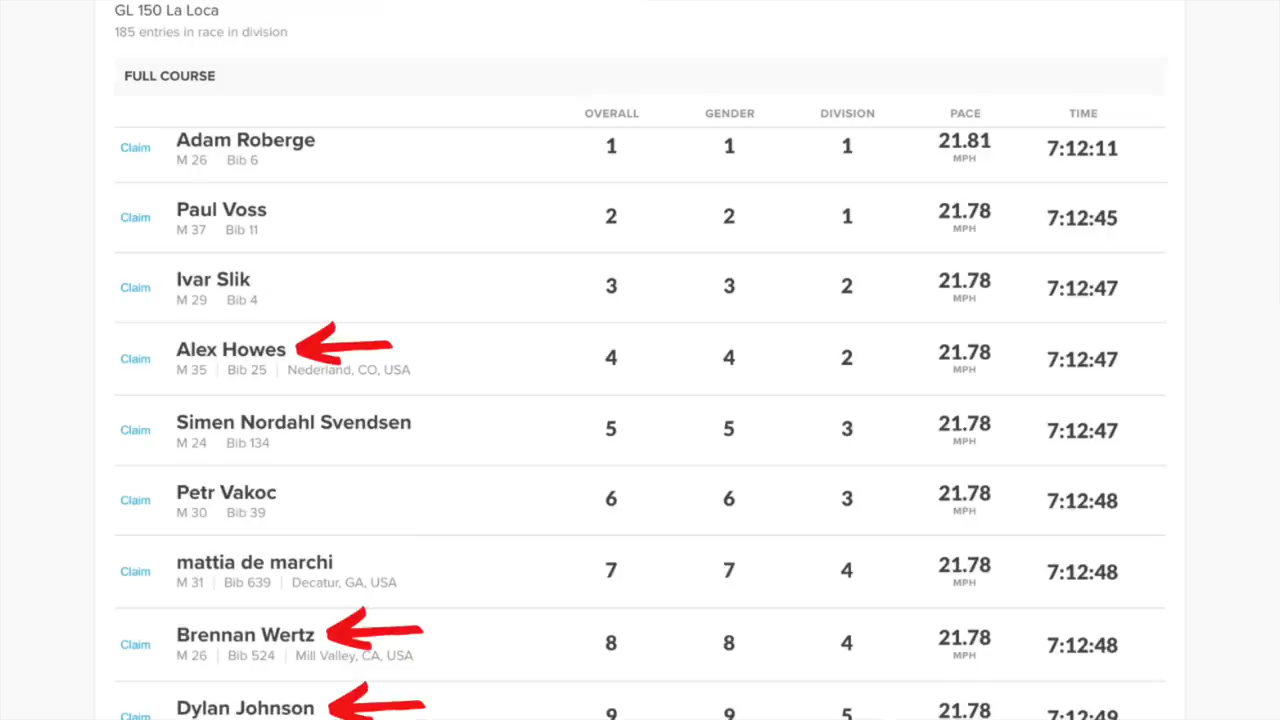 GL 150 La Loca
185 entries in race in division
FULL COURSE
OVERALL GENDER DIVISION PACE TIME
Claim Adam Roberge 1 1 1 21.81 7:12:11
M 26 Bib 6 MPH
Claim Paul Voss 2 2 1 21.78 7:12:45
M 37 Bib 11 MPH
Claim Ivar Slik 3 3 2 21.78 7:12:47
M 29 Bib 4 MPH
Claim Alex Howes 4 4 2 21.78 7:12:47
M 35 Bib 25 Nederland, CO, USA MPH
Claim Simen Nordahl Svendsen 5 5 3 21.78 7:12:47
M 24 Bib 134 MPH
Claim Petr Vakoc 6 6 3 21.78 7:12:48
M 30 Bib 39 MPH
Claim mattia de marchi 7 7 4 21.78 7:12:48
M 31 Bib 639 Decatur, GA, USA MPH
Claim Brennan Wertz 8 8 4 21.78 7:12:48
M 26 Bib 524 Mill Valley, CA, USA MPH
Claim Dylan Johnson 9 9 5 21.78 7:12:49